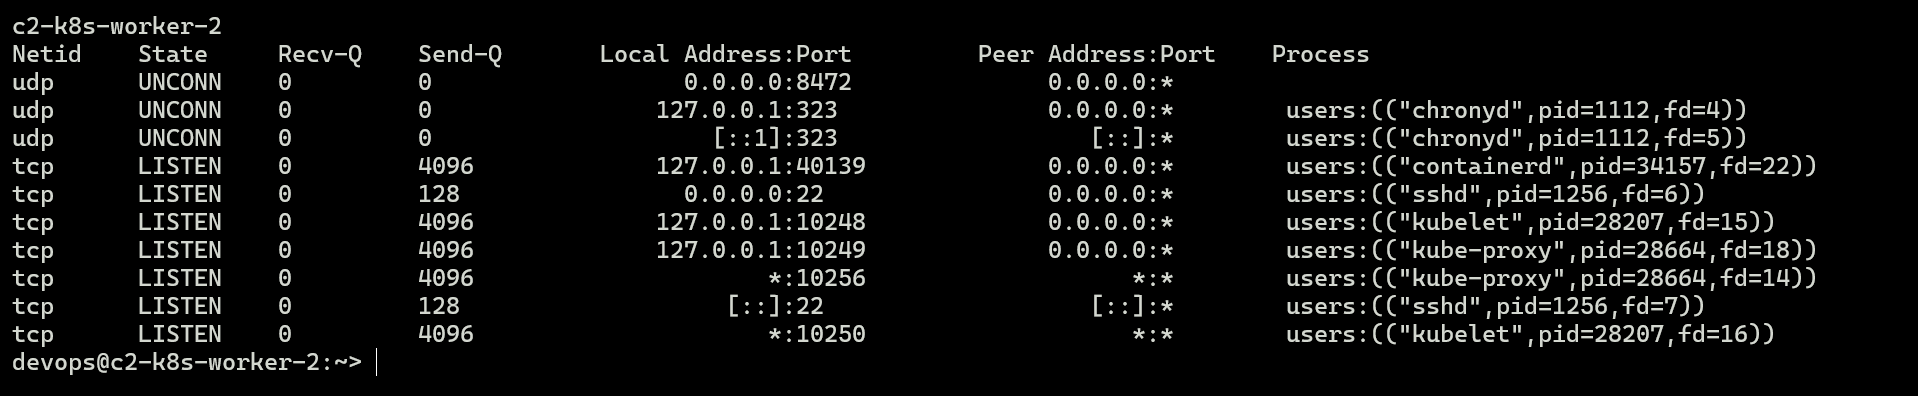 c2-k8s-worker-2
Netid State Recv-Q Send-Q Local Address:Port Peer Address:Port Process
udp UNCONN 0 0 0.0.0.0:8472 0.0.0.0:*
udp UNCONN 0 0 127.0.0.1:323 0.0.0.0:* users:(("chronyd",pid=1112,fd=4))
udp UNCONN 0 0 [::1]:323 [::]:* users:(("chronyd",pid=1112,fd=5))
tcp LISTEN 0 4096 127.0.0.1:40139 0.0.0.0:* users:(("containerd",pid=34157,fd=22))
tcp LISTEN 0 128 0.0.0.0:22 0.0.0.0:* users:(("sshd",pid=1256,fd=6))
tcp LISTEN 0 4096 127.0.0.1:10248 0.0.0.0:* users:(("kubelet",pid=28207,fd=15))
tcp LISTEN 0 4096 127.0.0.1:10249 0.0.0.0:* users:(("kube-proxy",pid=28664,fd=18))
tcp LISTEN 0 4096 *:10256 *:* users:(("kube-proxy",pid=28664,fd=14))
tcp LISTEN 0 128 [::]:22 [::]:* users:(("sshd",pid=1256,fd=7))
tcp LISTEN 0 4096 *:10250 *:* users:(("kubelet",pid=28207,fd=16))
devops@c2-k8s-worker-2:~>